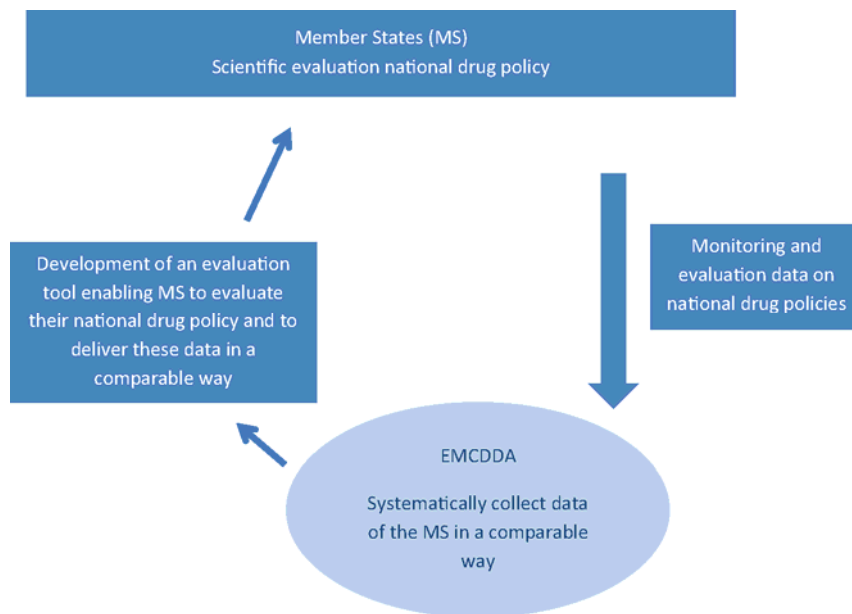 Member States (MS)
Scientific evaluation national drug policy
Development of an evaluation
tool enabling MS to evaluate
their national drug policy and to
deliver these data in a
comparable way
Monitoring and
evaluation data on
national drug policies
EMCDDA
Systematically collect data
of the MS in a comparable
way